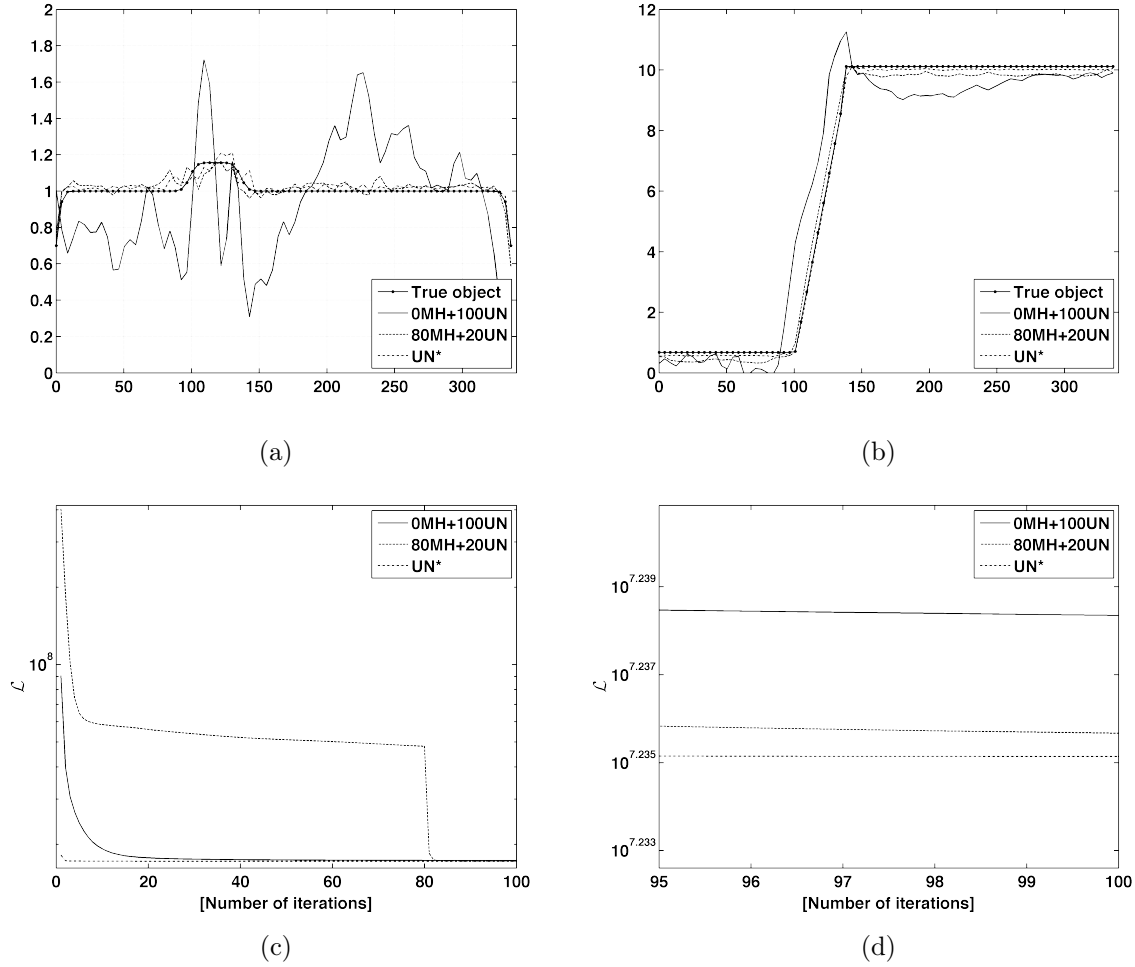 2
1.8
1.6
1.4
1.2
1
0.8
0.6
0.4
0.2
0
0 50 100 150 200 250 300
True object
0MH+100UN
80MH+20UN
UN*
(a)
12
10
8
6
4
2
0
0 50 100 150 200 250 300
True object
0MH+100UN
80MH+20UN
UN*
(b)
10^8
ℒ
0 20 40 60 80 100
[Number of iterations]
0MH+100UN
80MH+20UN
UN*
(c)
10^7.239
10^7.237
10^7.235
10^7.233
ℒ
95 96 97 98 99 100
[Number of iterations]
0MH+100UN
80MH+20UN
UN*
(d)